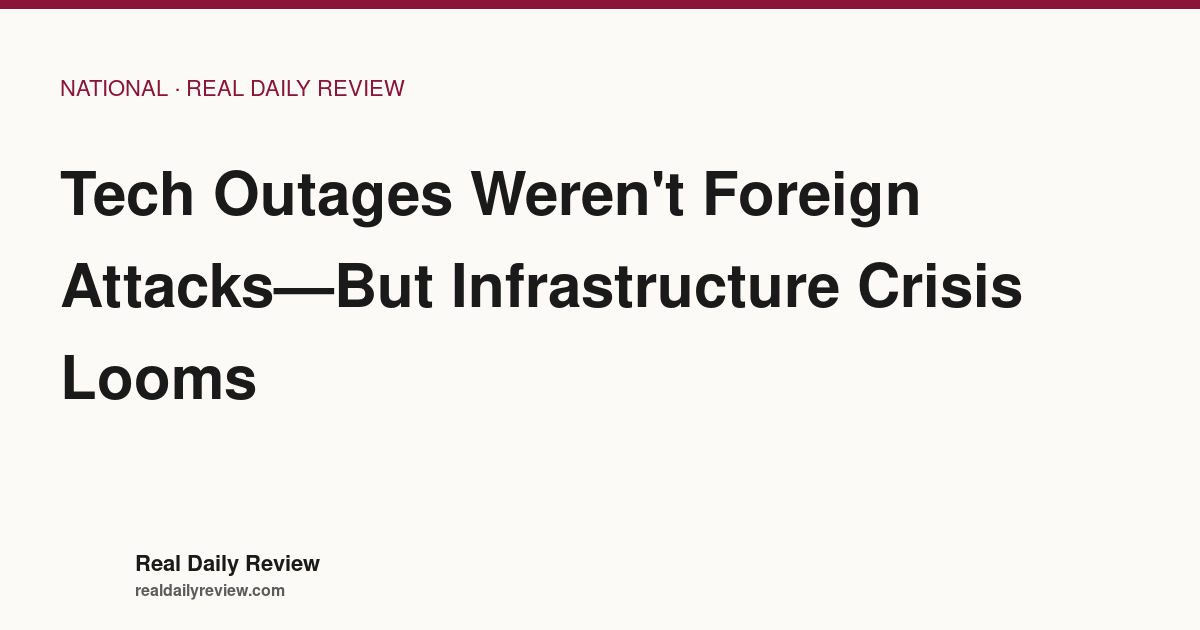 NATIONAL · REAL DAILY REVIEW
Tech Outages Weren't Foreign
Attacks—But Infrastructure Crisis
Looms
Real Daily Review
realdailyreview.com